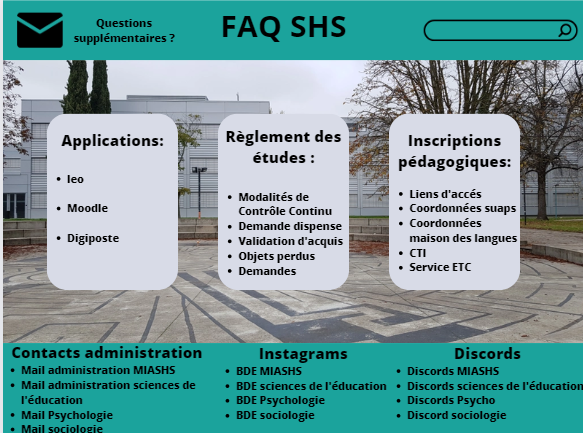 Questions
supplémentaires ?
FAQ SHS
Applications:
• Ieo
• Moodle
• Digiposte
Règlement des
études :
• Modalités de
Contrôle Continu
• Demande dispense
• Validation d'acquis
• Objets perdus
• Demandes
Inscriptions
pédagogiques:
• Liens d'accés
• Coordonnées suaps
• Coordonnées
maison des langues
• CTI
• Service ETC
Contacts administration
• Mail administration MIASHS
• Mail administration sciences de
l'éducation
• Mail Psychologie
• Mail sociologie
Instagrams
• BDE MIASHS
• BDE sciences de l'éducation
• BDE Psychologie
• BDE sociologie
Discords
• Discords MIASHS
• Discords sciences de l'éducation
• Discords Psycho
• Discord sociologie